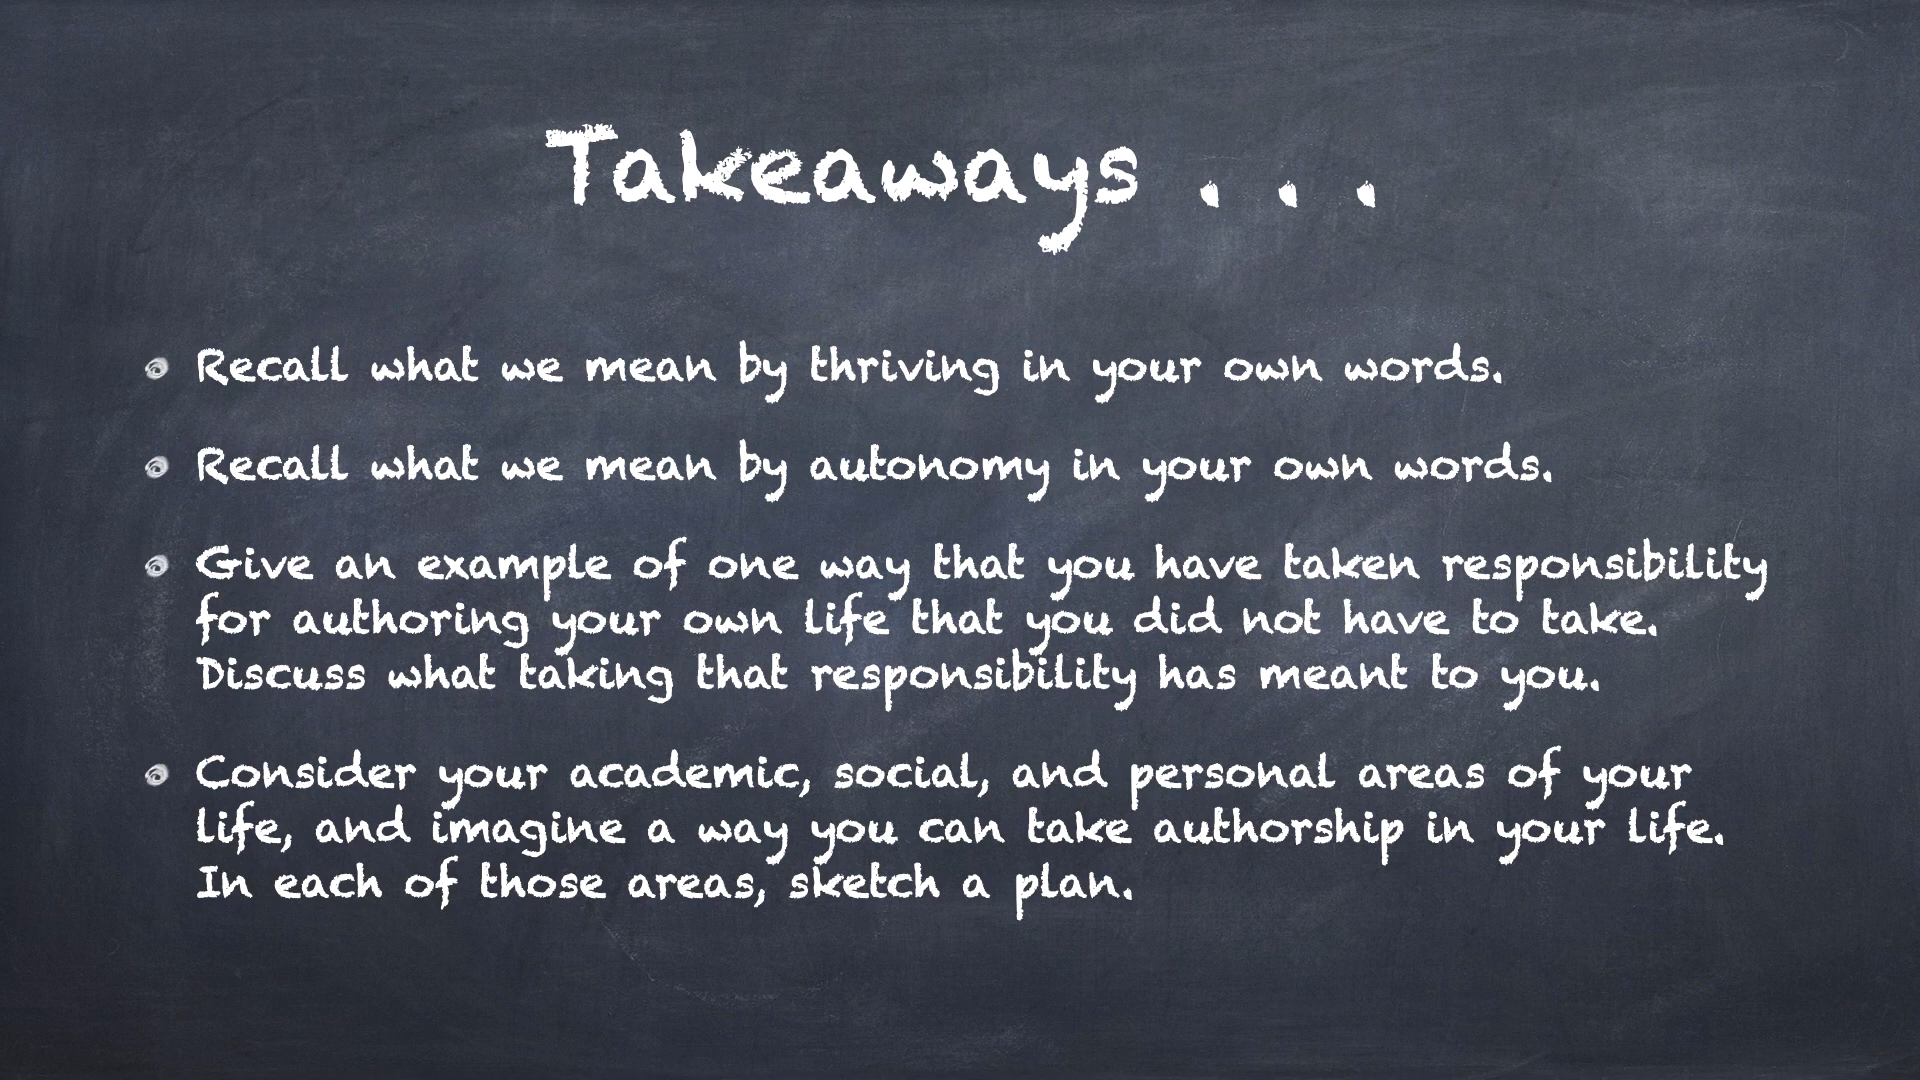 Takeaways . . .
Recall what we mean by thriving in your own words.
Recall what we mean by autonomy in your own words.
Give an example of one way that you have taken responsibility
for authoring your own life that you did not have to take.
Discuss what taking that responsibility has meant to you.
Consider your academic, social, and personal areas of your
life, and imagine a way you can take authorship in your life.
In each of those areas, sketch a plan.